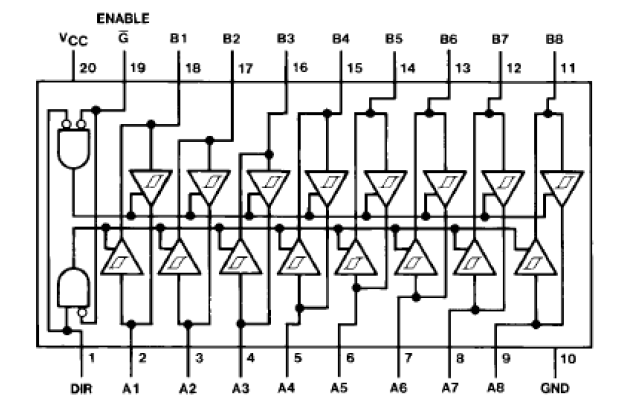 ENABLE
VCC G̅ B1 B2 B3 B4 B5 B6 B7 B8
20 19 18 17 16 15 14 13 12 11
1 2 3 4 5 6 7 8 9 10
DIR A1 A2 A3 A4 A5 A6 A7 A8 GND